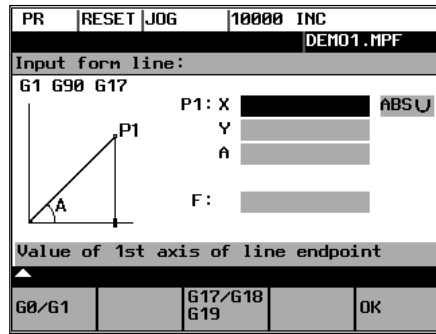 PR RESET JOG 10000 INC
DEMO1.MPF
Input form line:
G1 G90 G17
P1: X ABS
Y
A
F:
P1
A
Value of 1st axis of line endpoint
G0/G1 G17/G18 G19 OK